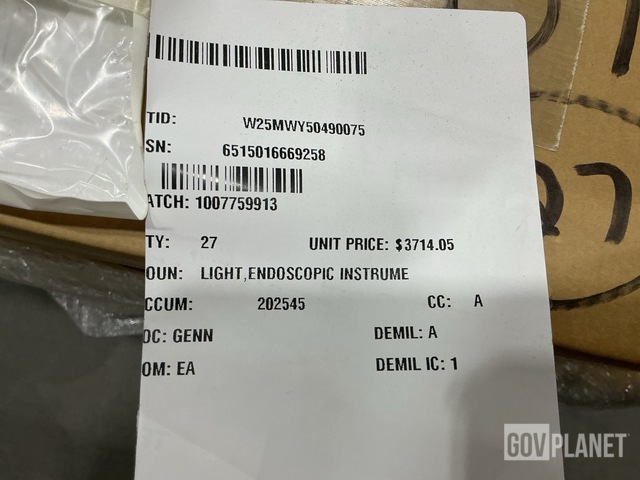 TID: W25MWY50490075
SN: 6515016669258
ATCH: 1007759913
TY: 27 UNIT PRICE: $3714.05
OUN: LIGHT,ENDOSCOPIC INSTRUME
CCUM: 202545 CC: A
OC: GENN DEMIL: A
OM: EA DEMIL IC: 1
GOVPLANET